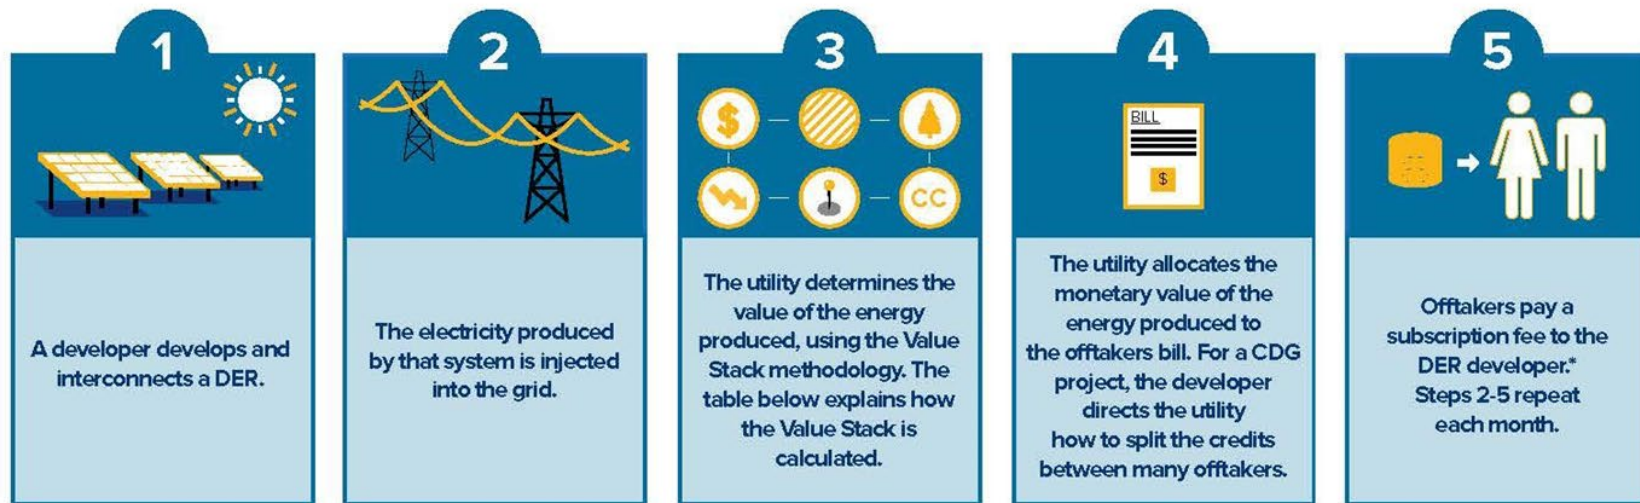 1
A developer develops and
interconnects a DER.
2
The electricity produced
by that system is injected
into the grid.
3
$
CC
The utility determines the
value of the energy
produced, using the Value
Stack methodology. The
table below explains how
the Value Stack is
calculated.
4
BILL
$
The utility allocates the
monetary value of the
energy produced to
the offtakers bill. For a CDG
project, the developer
directs the utility
how to split the credits
between many offtakers.
5
Offtakers pay a
subscription fee to the
DER developer.*
Steps 2-5 repeat
each month.